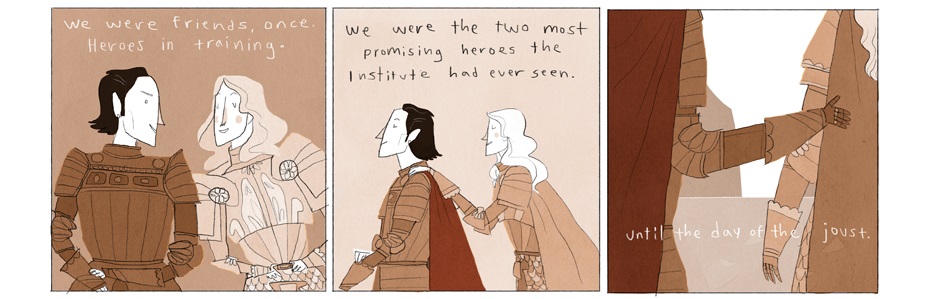 We were friends, once.
Heroes in training.
We were the two most
promising heroes the
Institute had ever seen.
until the day of the joust.